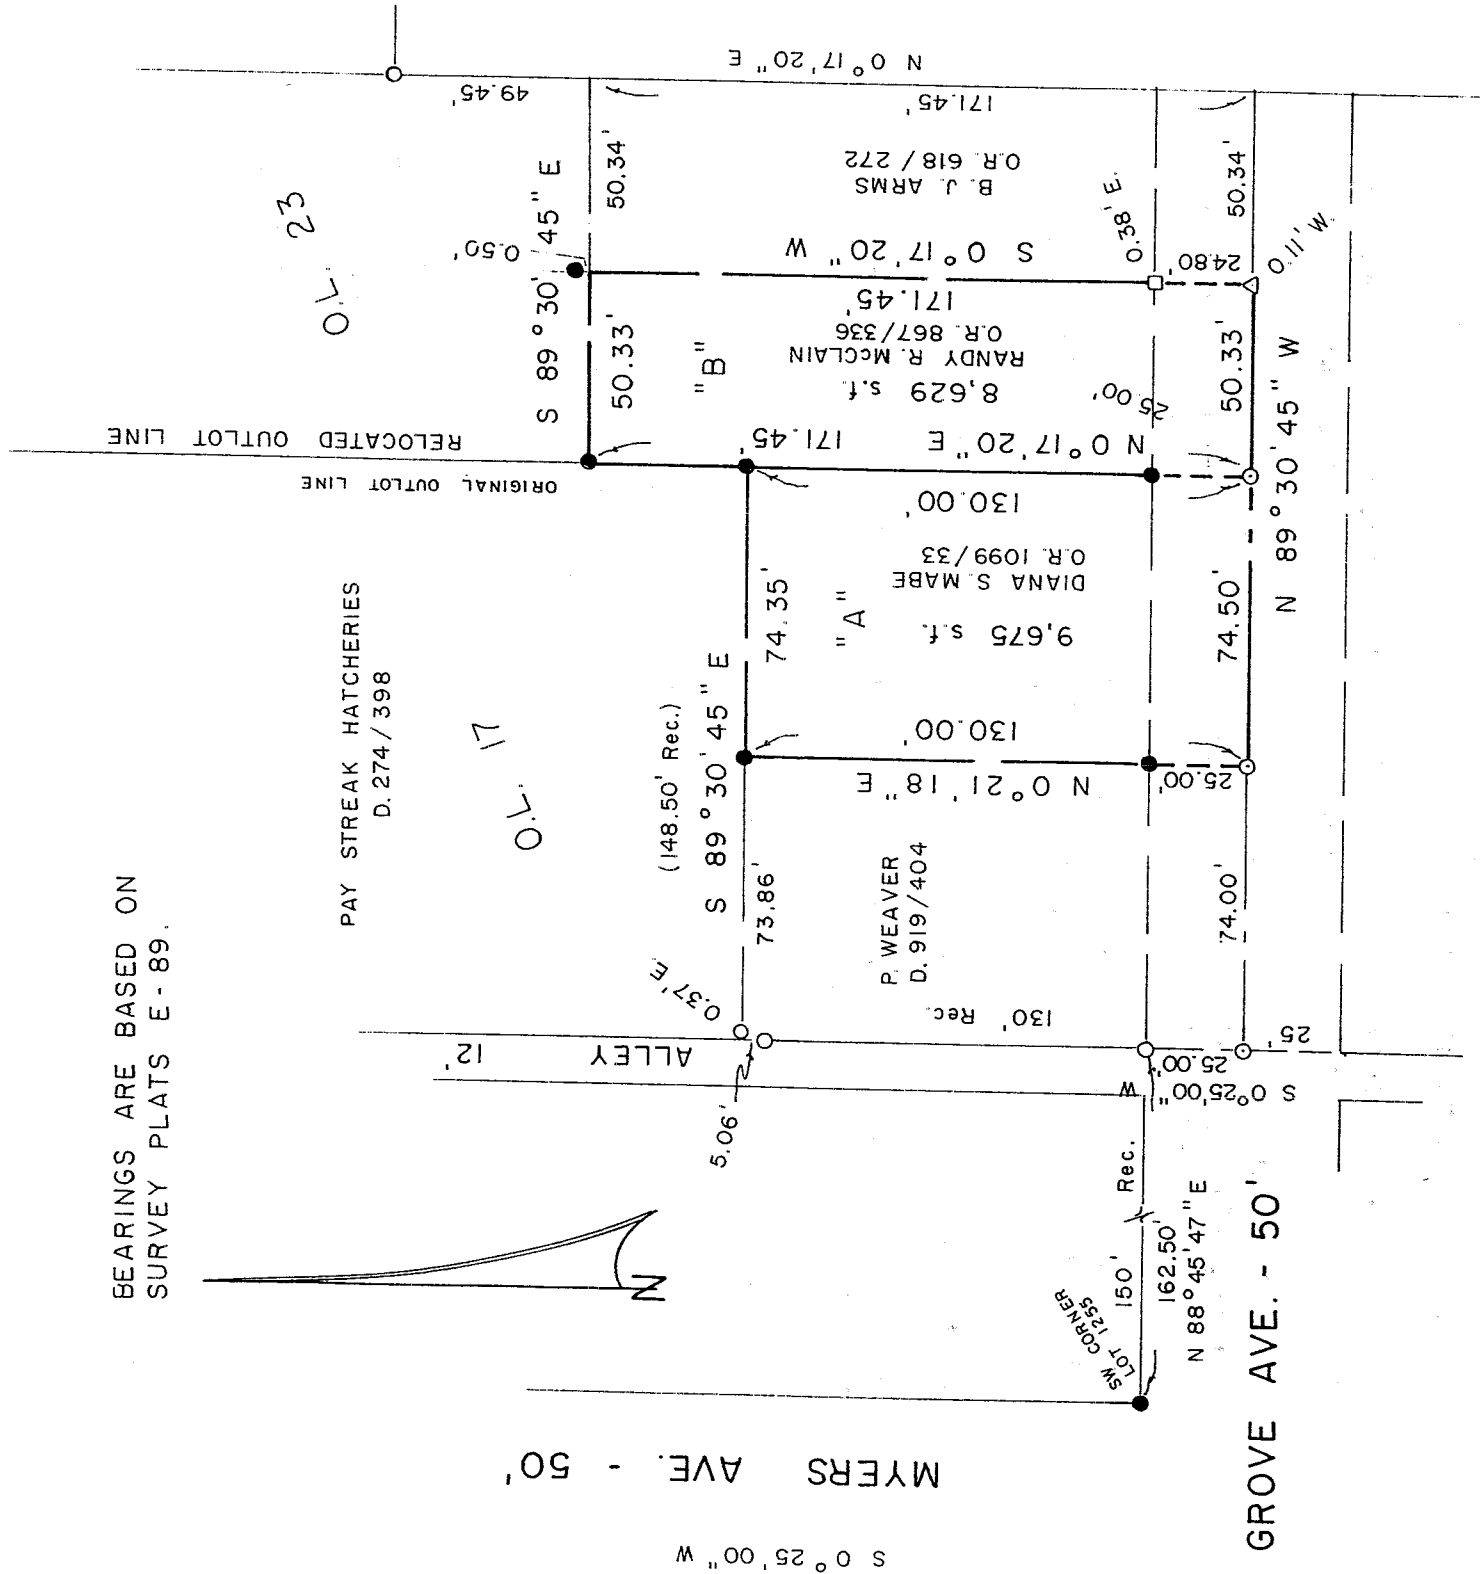 BEARINGS ARE BASED ON
SURVEY PLATS E - 89.
PAY STREAK HATCHERIES
D. 274 / 398
O.L. 17
O.L. 23
N 0° 17' 20" E
49.45'
171.45'
S 89° 30' 45" E
50.34'
0.50'
50.33'
B. J. ARMS
O.R. 618 / 272
S 0° 17' 20" W
171.45'
0.38' E.
24.80'
50.34'
0.11' W.
"B"
RANDY R. McCLAIN
O.R. 867/336
8,629 s.f.
25.00'
50.33'
N 89° 30' 45" W
RELOCATED OUTLOT LINE
ORIGINAL OUTLOT LINE
N 0° 17' 20" E
171.45'
130.00'
"A"
DIANA S. MABE
O.R. 1099/33
9,675 s.f.
74.35'
74.50'
(148.50' Rec.)
S 89° 30' 45" E
130.00'
N 0° 21' 18" E
25.00'
73.86'
0.37' E
P. WEAVER
D. 919/404
74.00'
130' Rec.
ALLEY 12'
25.00'
25'
S 0° 25' 00" W
5.06'
N
SW CORNER
LOT 1255
150' Rec.
162.50'
N 88° 45' 47" E
GROVE AVE. - 50'
MYERS AVE. - 50'
S 0° 25' 00" W